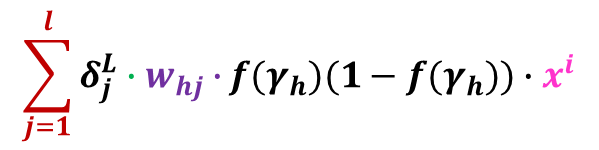 ∑_{j=1}^{l} δ_j^L · w_{hj} · f(γ_h)(1 − f(γ_h)) · x^i